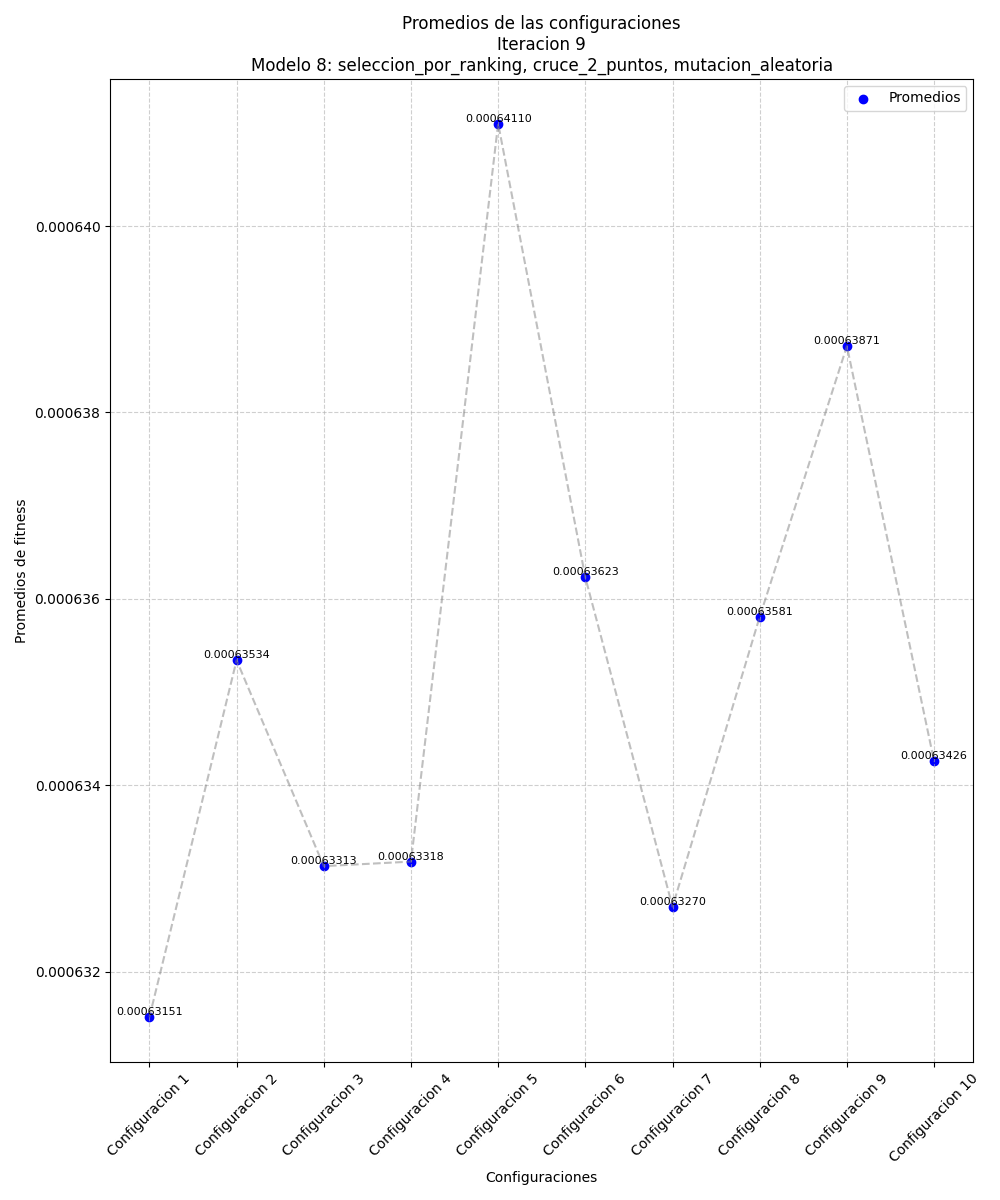 Promedios de las configuraciones
Iteracion 9
Modelo 8: seleccion_por_ranking, cruce_2_puntos, mutacion_aleatoria
Promedios
0.00064110
0.000640
0.00063871
0.000638
Promedios de fitness
0.00063623
0.000636
0.00063581
0.00063534
0.00063426
0.000634
0.00063313
0.00063318
0.00063270
0.000632
0.00063151
Configuracion 1
Configuracion 2
Configuracion 3
Configuracion 4
Configuracion 5
Configuracion 6
Configuracion 7
Configuracion 8
Configuracion 9
Configuracion 10
Configuraciones